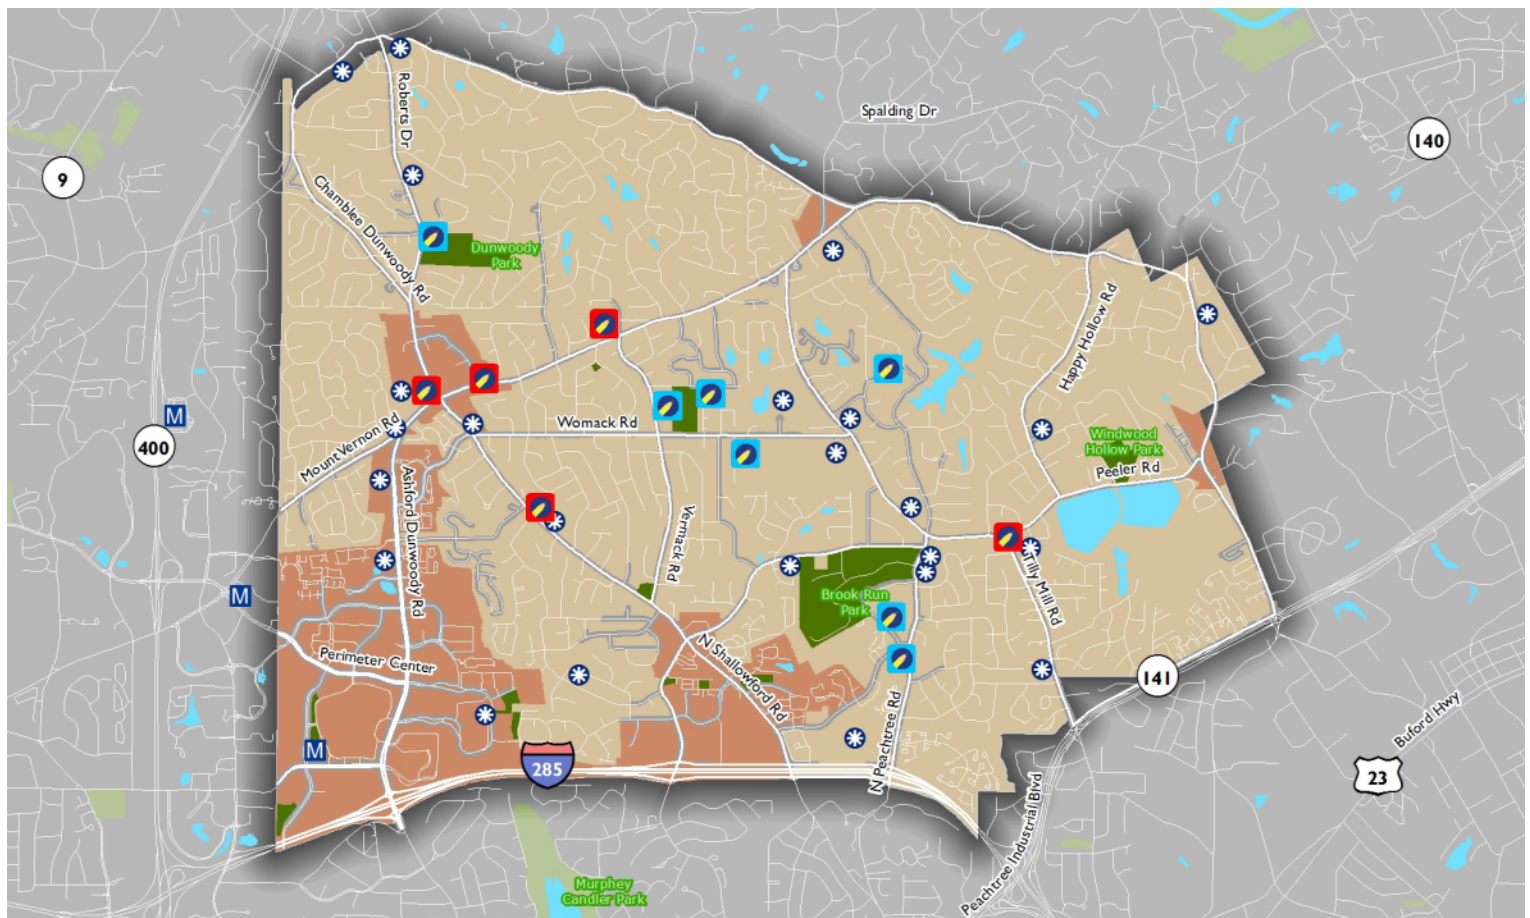 Spalding Dr
Roberts Dr
140
9
Chamblee Dunwoody Rd
Dunwoody
Park
Happy Hollow Rd
M
Womack Rd
Mount Vernon Rd
400
Windwood
Hollow Park
Peeler Rd
Ashford Dunwoody Rd
Vermack Rd
M
Brook Run
Park
Tilly Mill Rd
Perimeter Center
N Shallowford Rd
141
N Peachtree Rd
M
285
Buford Hwy
23
Peachtree Industrial Blvd
Murphey
Candler Park